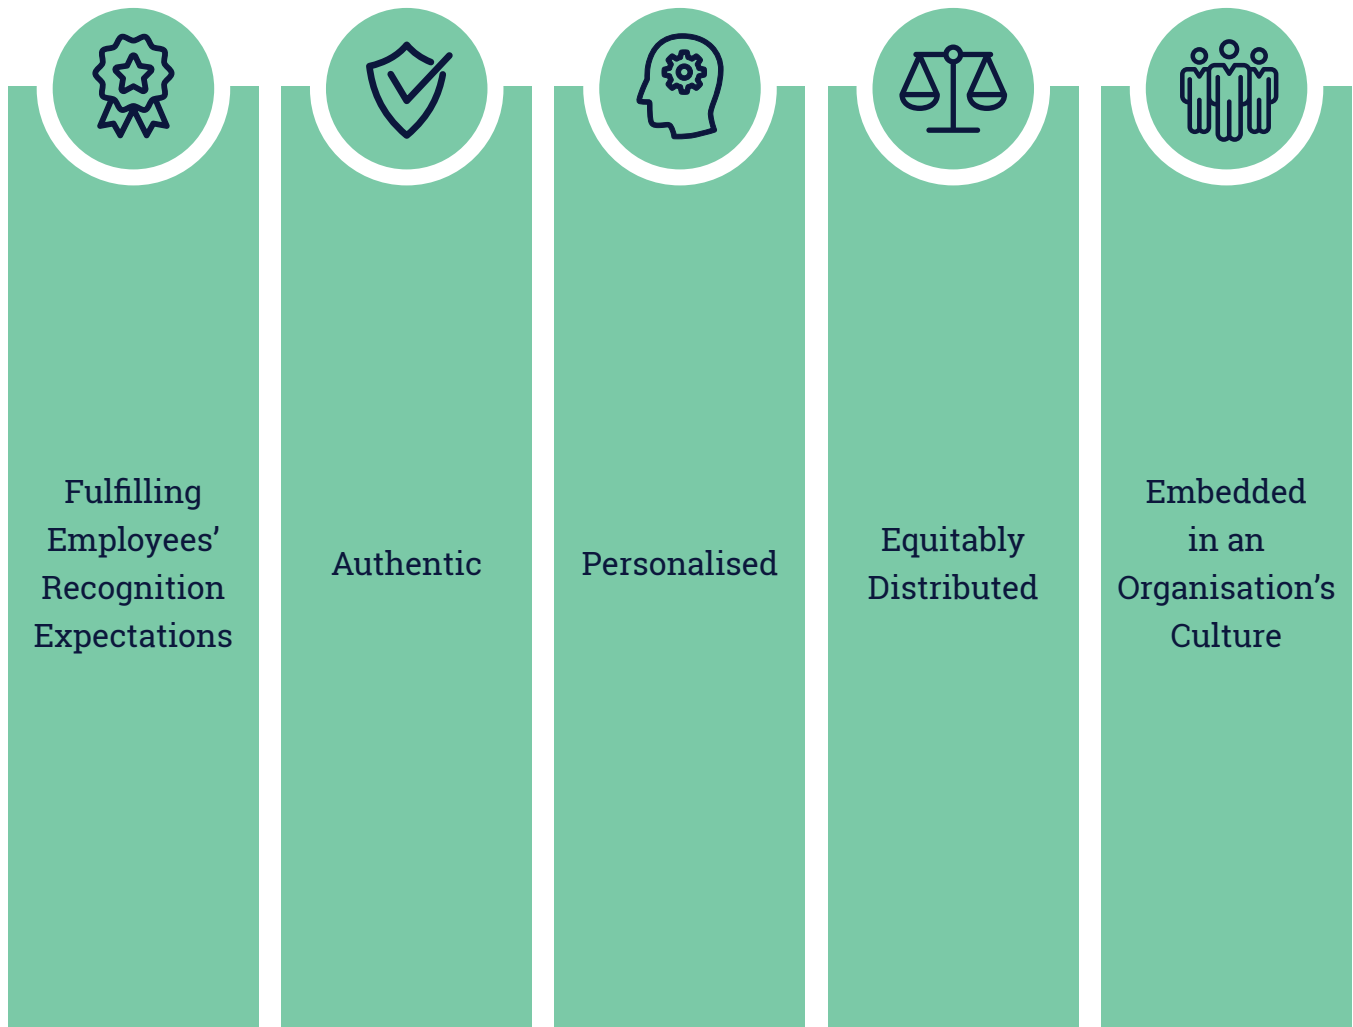 Fulfilling
Employees’
Recognition
Expectations
Authentic
Personalised
Equitably
Distributed
Embedded
in an
Organisation’s
Culture